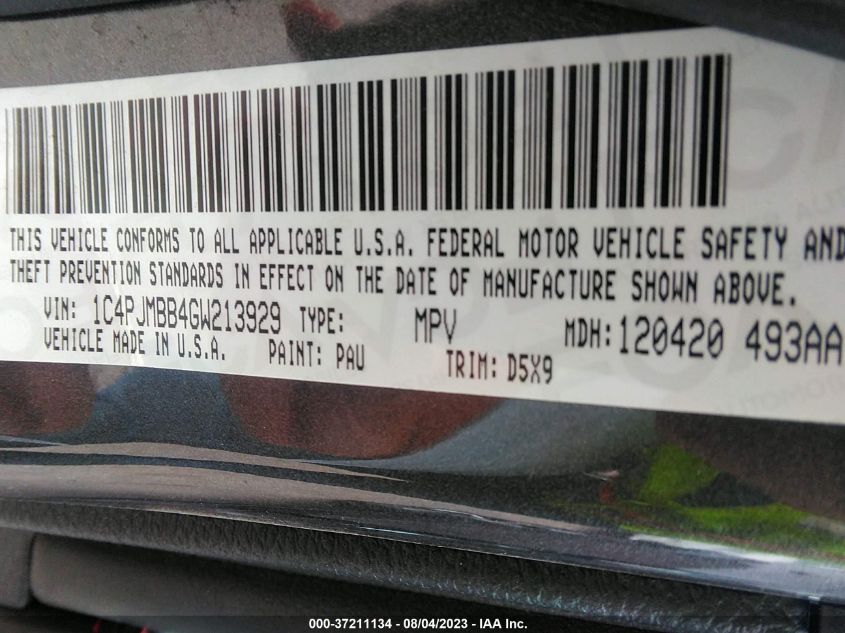 THIS VEHICLE CONFORMS TO ALL APPLICABLE U.S.A. FEDERAL MOTOR VEHICLE SAFETY AND
THEFT PREVENTION STANDARDS IN EFFECT ON THE DATE OF MANUFACTURE SHOWN ABOVE.
VIN: 1C4PJMBB4GW213929 TYPE: MPV MDH: 120420 493AA
VEHICLE MADE IN U.S.A. PAINT: PAU TRIM: D5X9
000-37211134 - 08/04/2023 - IAA Inc.